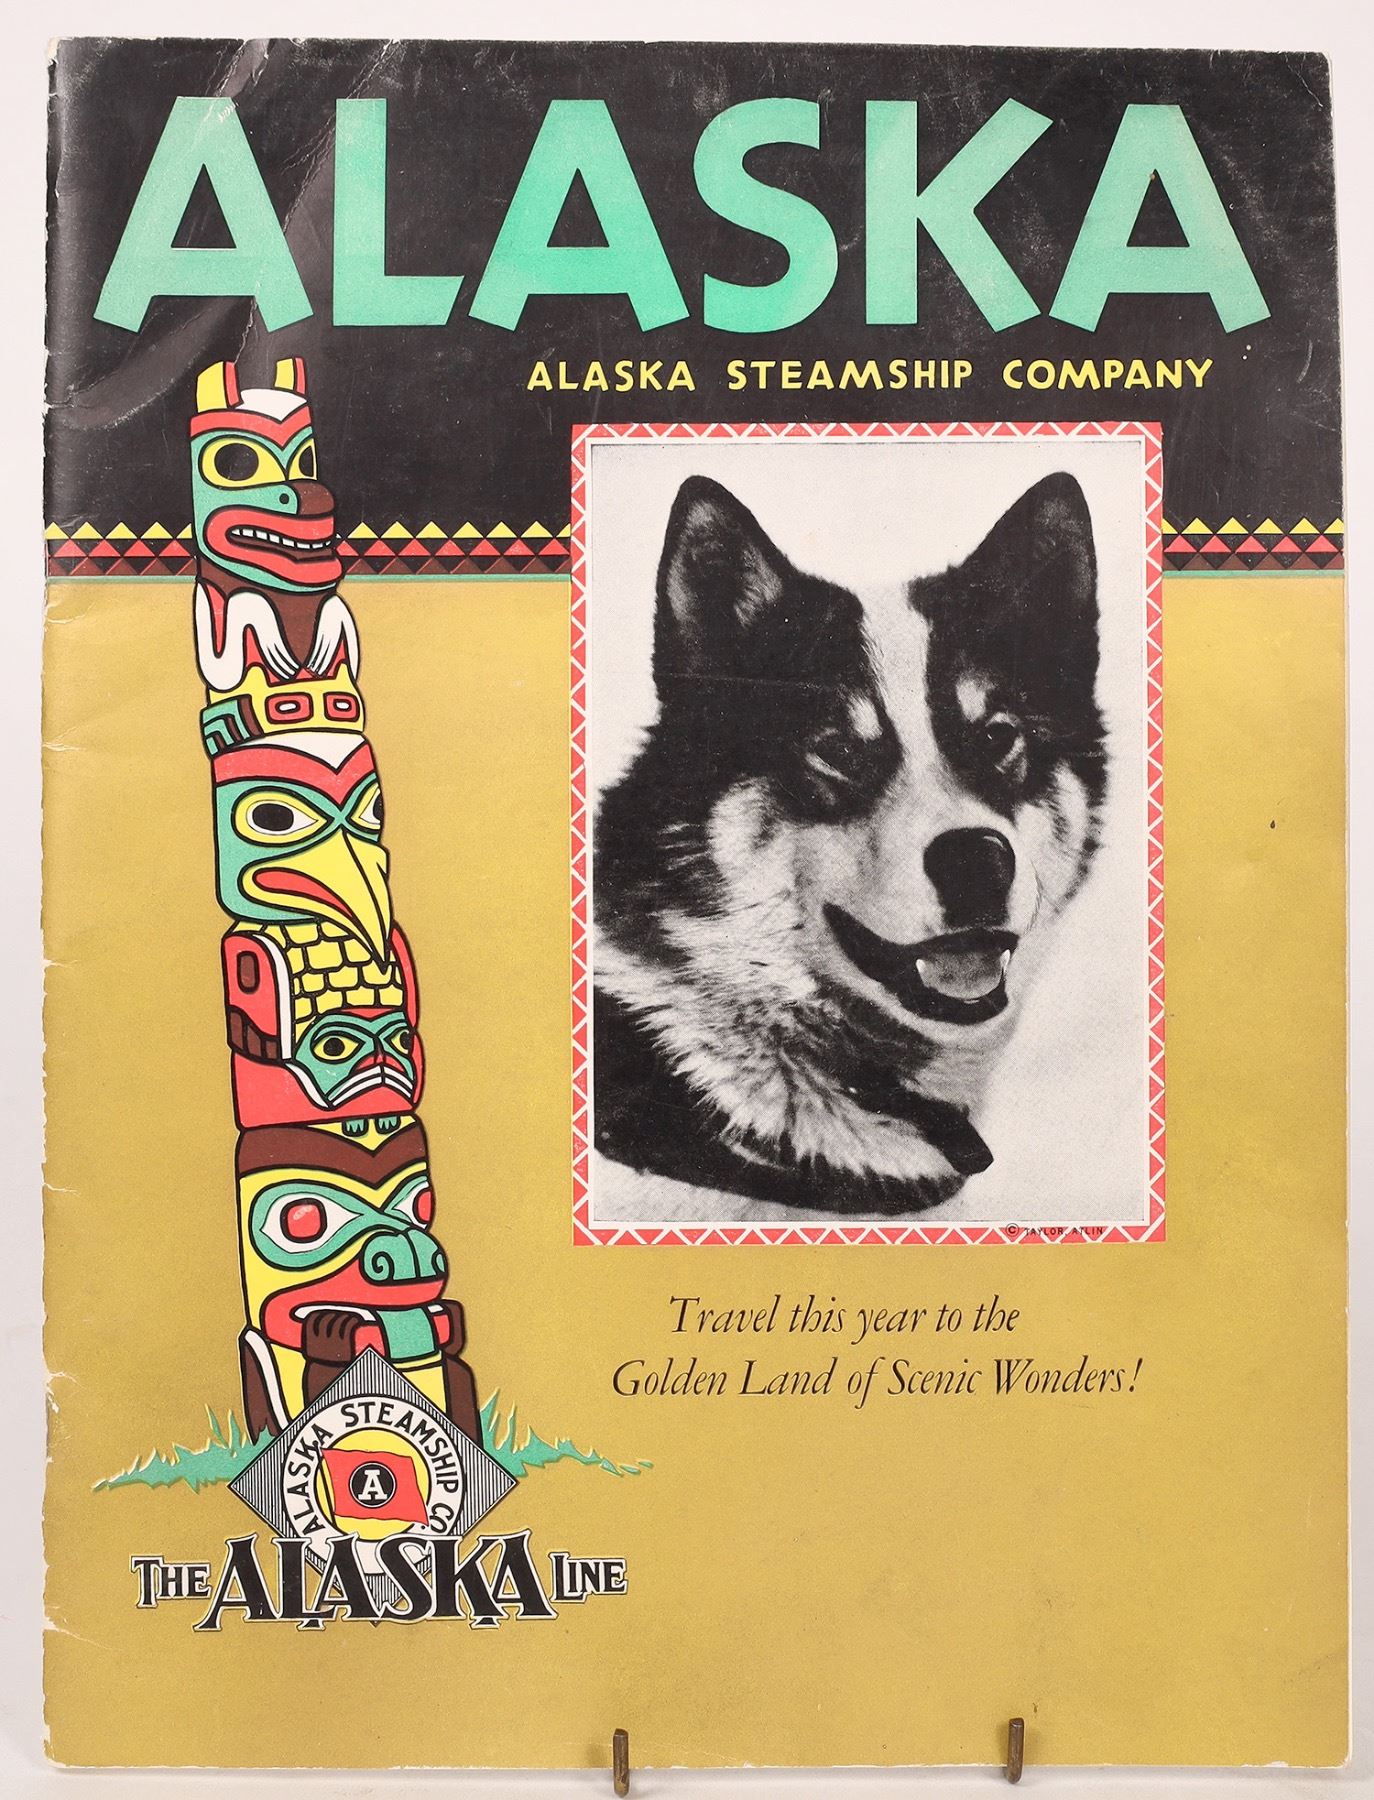 ALASKA
ALASKA STEAMSHIP COMPANY
© TAYLOR, ATLIN
Travel this year to the
Golden Land of Scenic Wonders!
ALASKA STEAMSHIP CO.
A
THE ALASKA LINE